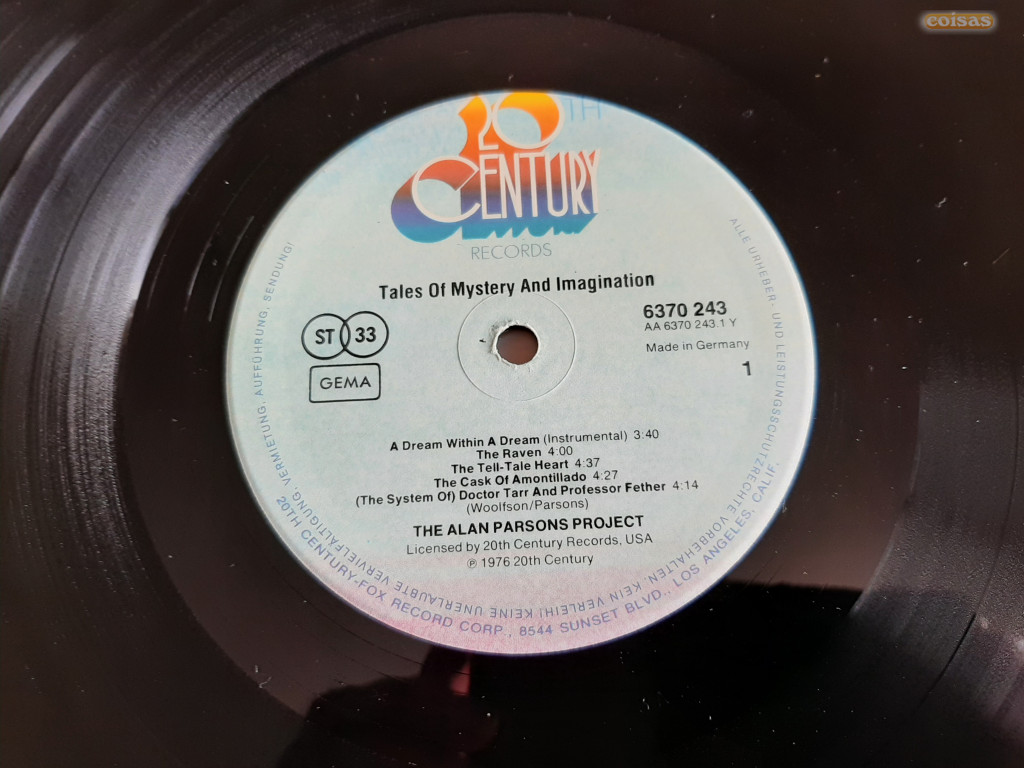 coisas
20TH
CENTURY
RECORDS
Tales Of Mystery And Imagination
ST 33
GEMA
6370 243
AA 6370 243.1 Y
Made in Germany
1
A Dream Within A Dream (Instrumental) 3:40
The Raven 4:00
The Tell-Tale Heart 4:37
The Cask Of Amontillado 4:27
(The System Of) Doctor Tarr And Professor Fether 4:14
(Woolfson/Parsons)
THE ALAN PARSONS PROJECT
Licensed by 20th Century Records, USA
℗ 1976 20th Century
ALLE URHEBER- UND LEISTUNGSSCHUTZRECHTE VORBEHALTEN. KEIN VERLEIH! KEINE UNERLAUBTE VERVIELFÄLTIGUNG, VERMIETUNG, AUFFÜHRUNG, SENDUNG!
20TH CENTURY-FOX RECORD CORP., 8544 SUNSET BLVD., LOS ANGELES, CALIF.